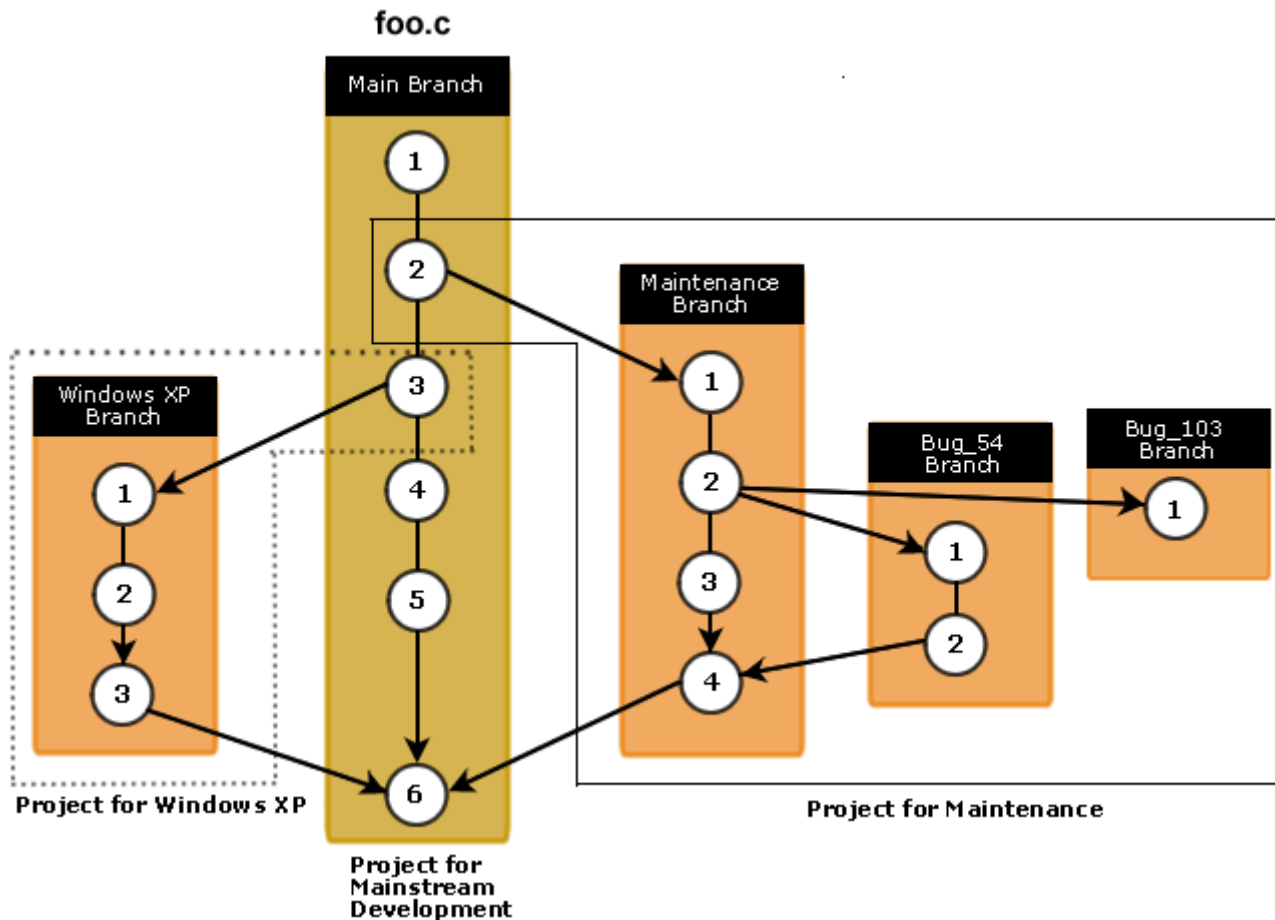 foo.c
Main Branch
1
2
3
4
5
6
Windows XP
Branch
1
2
3
Maintenance
Branch
1
2
3
4
Bug_54
Branch
1
2
Bug_103
Branch
1
Project for Windows XP
Project for Maintenance
Project for
Mainstream
Development